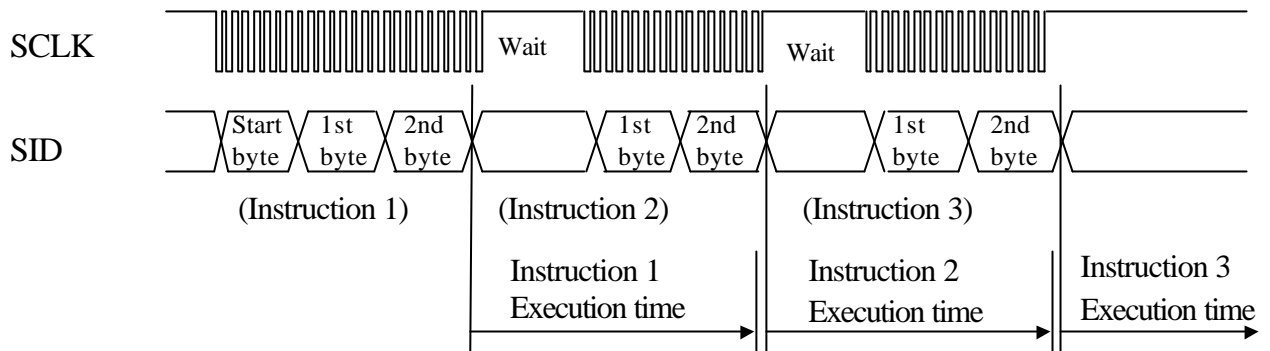 SCLK
Wait
Wait
SID
Start
byte
1st
byte
2nd
byte
1st
byte
2nd
byte
1st
byte
2nd
byte
(Instruction 1)
(Instruction 2)
(Instruction 3)
Instruction 1
Execution time
Instruction 2
Execution time
Instruction 3
Execution time